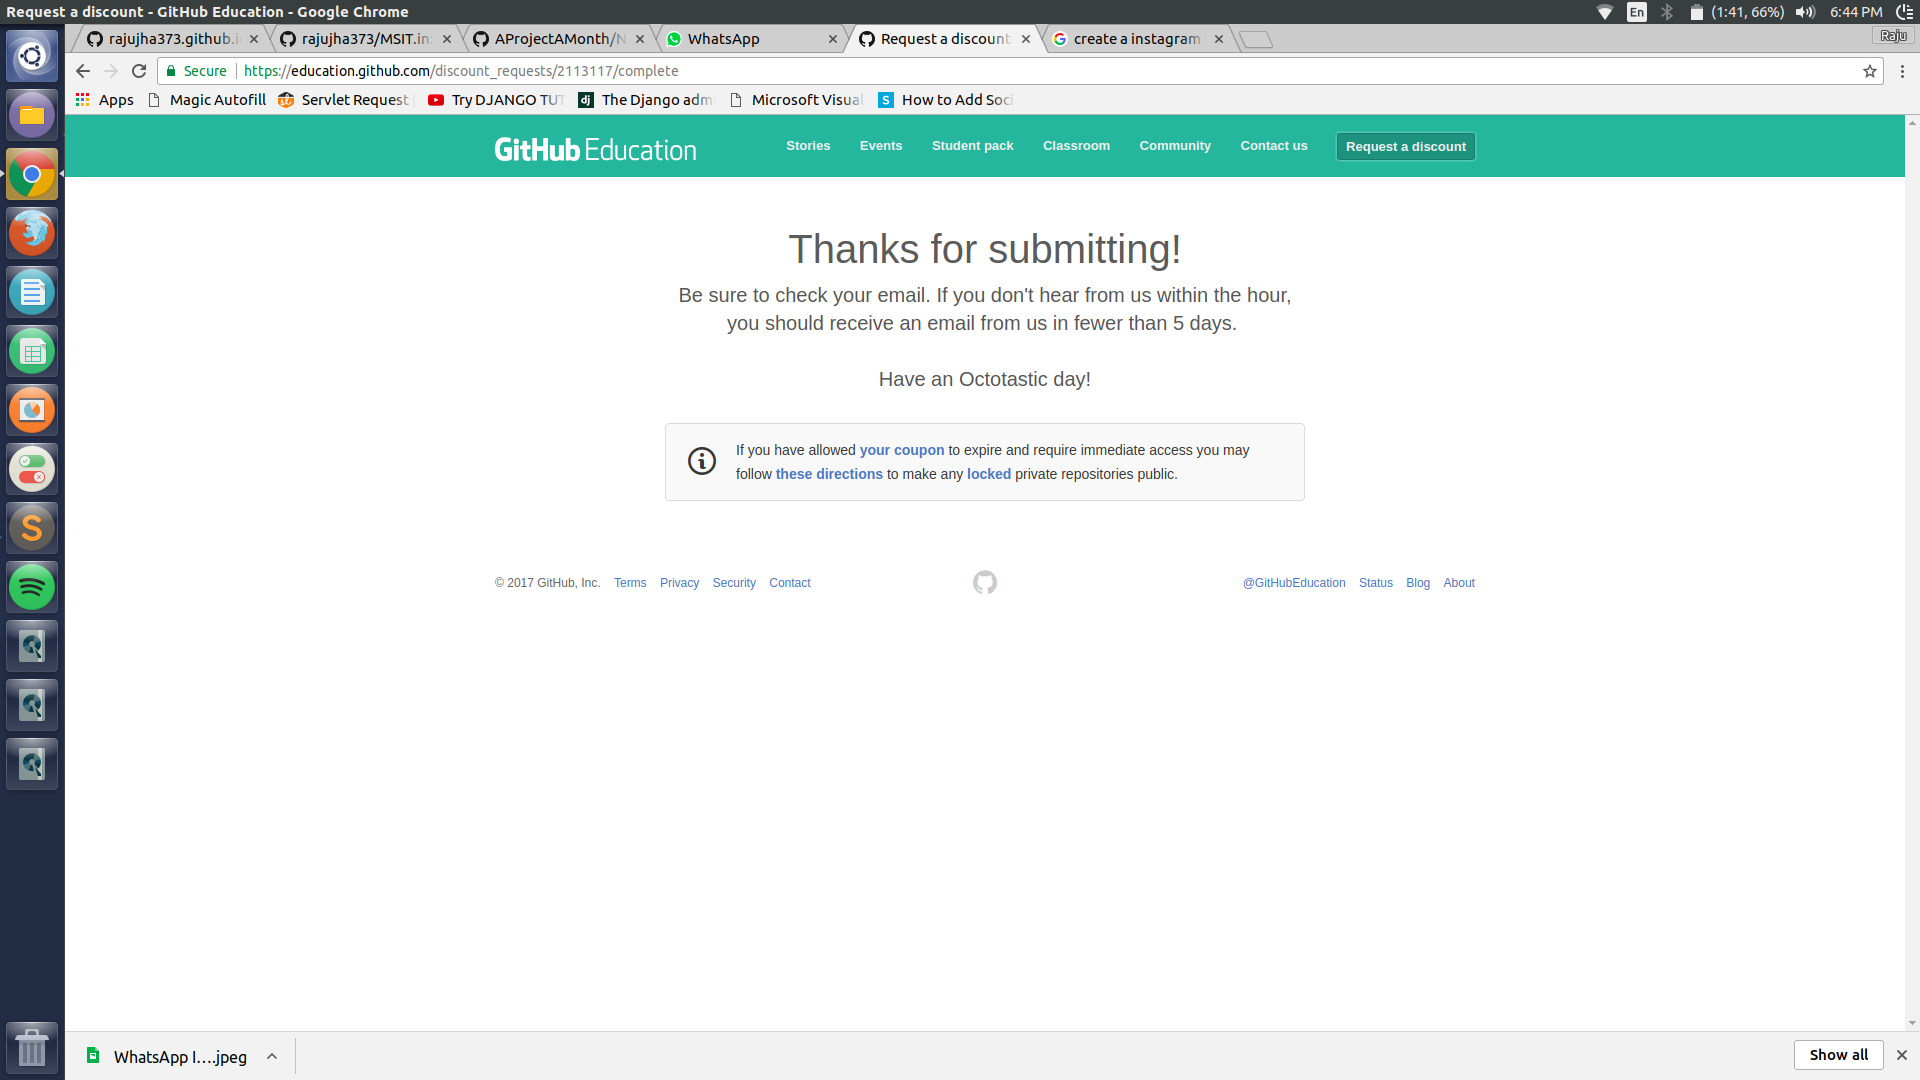 Request a discount - GitHub Education - Google Chrome
En
(1:41, 66%)
6:44 PM
rajujha373.github.i
rajujha373/MSIT.in
AProjectAMonth/N
WhatsApp
Request a discount
create a instagram
Raju
Secure
https://education.github.com/discount_requests/2113117/complete
Apps
Magic Autofill
Servlet Request
Try DJANGO TUT
The Django adm
Microsoft Visual
How to Add Soci
GitHub Education
Stories
Events
Student pack
Classroom
Community
Contact us
Request a discount
Thanks for submitting!
Be sure to check your email. If you don't hear from us within the hour,
you should receive an email from us in fewer than 5 days.
Have an Octotastic day!
If you have allowed your coupon to expire and require immediate access you may
follow these directions to make any locked private repositories public.
© 2017 GitHub, Inc. Terms Privacy Security Contact
@GitHubEducation Status Blog About
WhatsApp I....jpeg
Show all